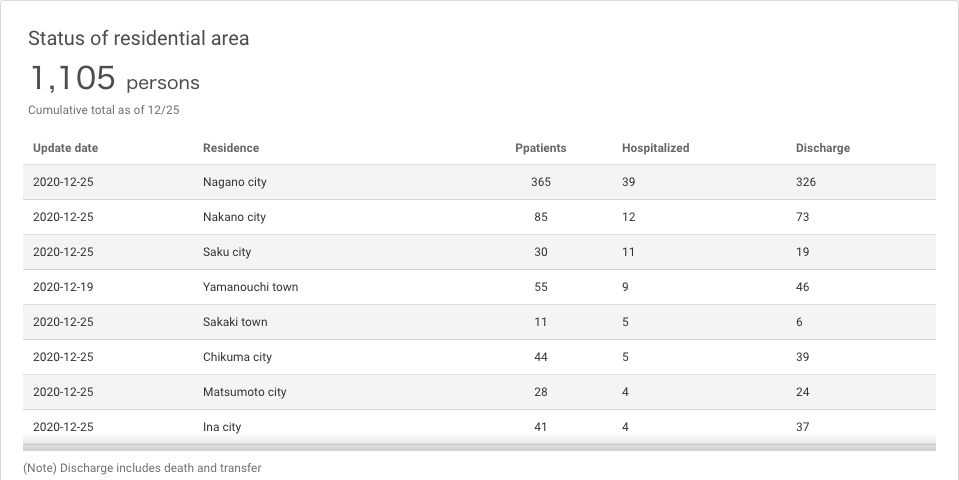 Status of residential area
1,105 persons
Cumulative total as of 12/25
Update date Residence Ppatients Hospitalized Discharge
2020-12-25 Nagano city 365 39 326
2020-12-25 Nakano city 85 12 73
2020-12-25 Saku city 30 11 19
2020-12-19 Yamanouchi town 55 9 46
2020-12-25 Sakaki town 11 5 6
2020-12-25 Chikuma city 44 5 39
2020-12-25 Matsumoto city 28 4 24
2020-12-25 Ina city 41 4 37
(Note) Discharge includes death and transfer